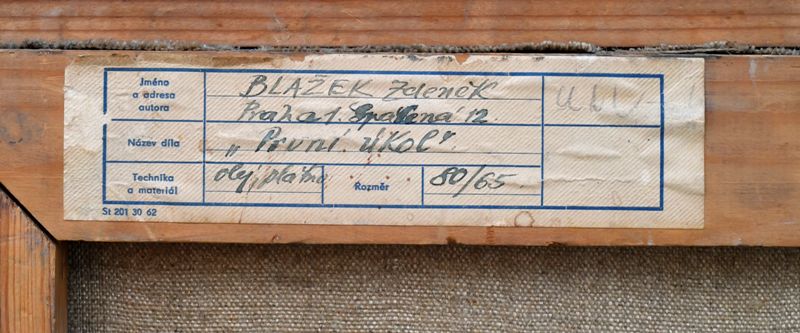 Jméno
a adresa
autora
BLAŽEK Zdeněk
Praha 1. Spálená 12
Název díla
„První úkol"
Technika
a materiál
olej, plátno
Rozměr
80/65
St 201 30 62